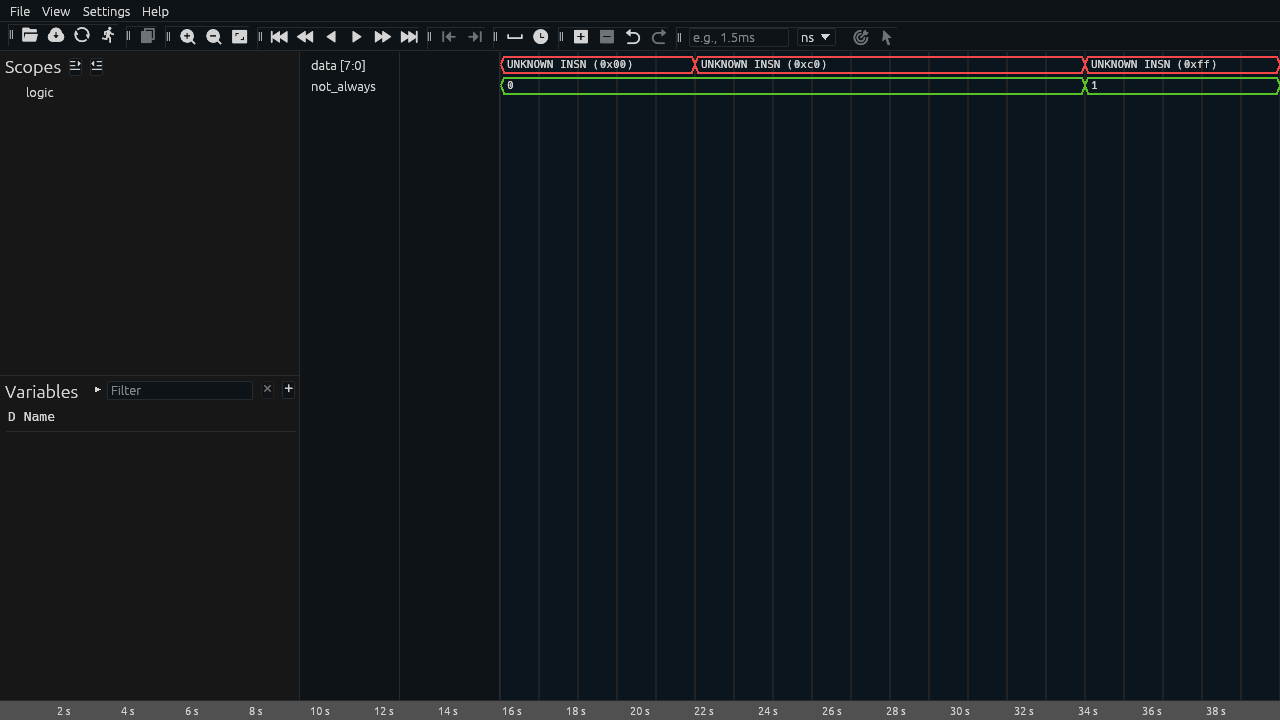 File View Settings Help
e.g., 1.5ms ns
Scopes
logic
data [7:0] UNKNOWN INSN (0x00) UNKNOWN INSN (0xc0) UNKNOWN INSN (0xff)
not_always 0 1
Variables Filter
D Name
2 s 4 s 6 s 8 s 10 s 12 s 14 s 16 s 18 s 20 s 22 s 24 s 26 s 28 s 30 s 32 s 34 s 36 s 38 s